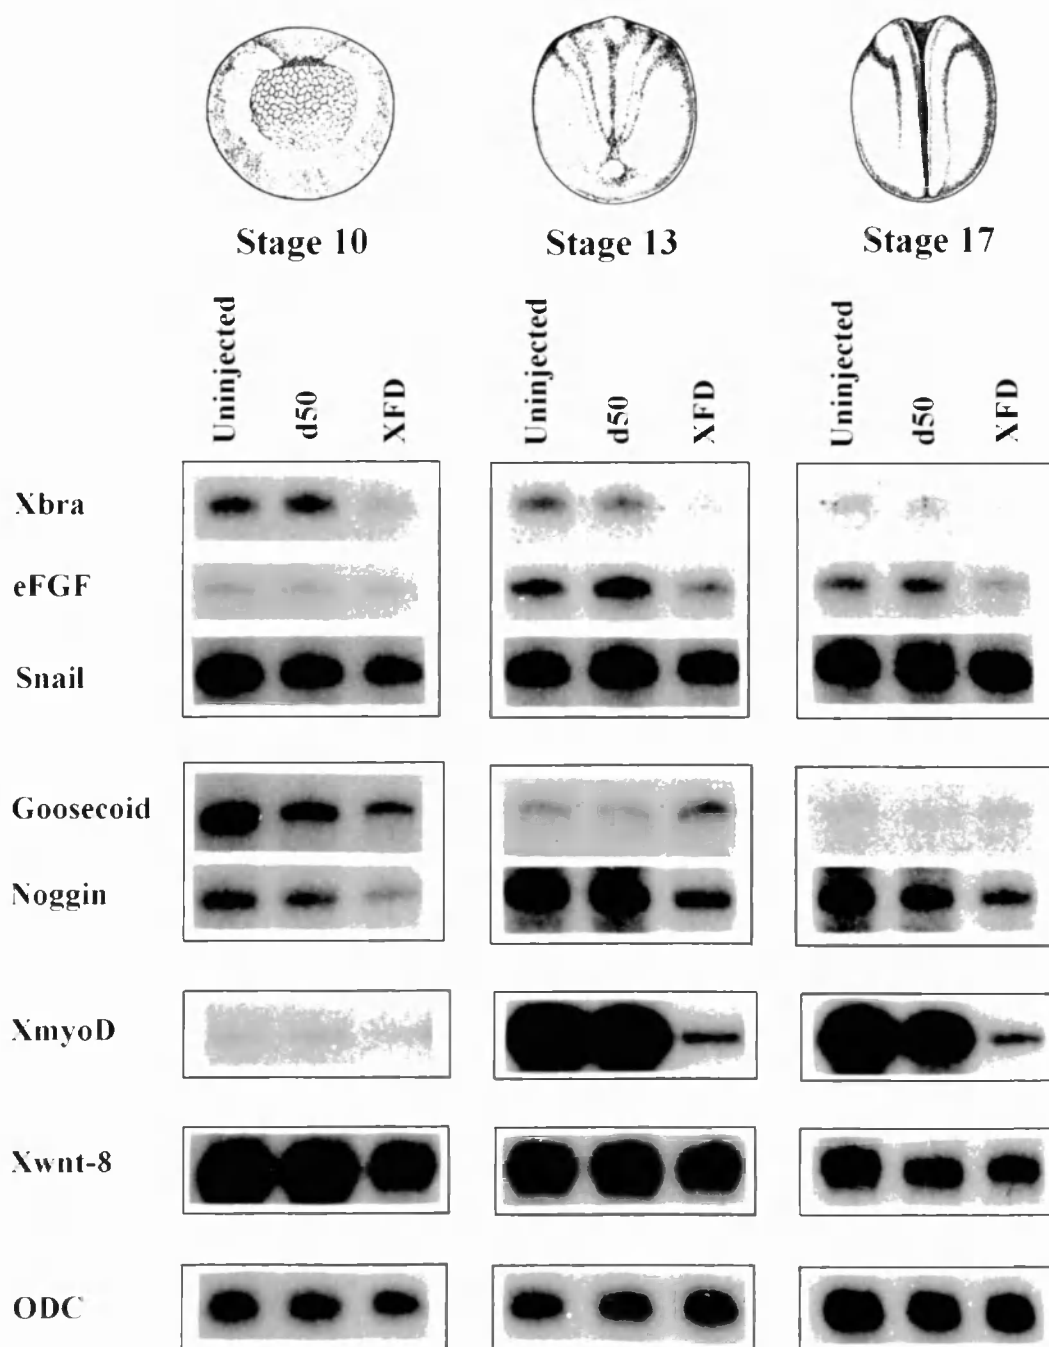 Stage 10
Stage 13
Stage 17
Uninjected
d50
XFD
Uninjected
d50
XFD
Uninjected
d50
XFD
Xbra
eFGF
Snail
Goosecoid
Noggin
XmyoD
Xwnt-8
ODC